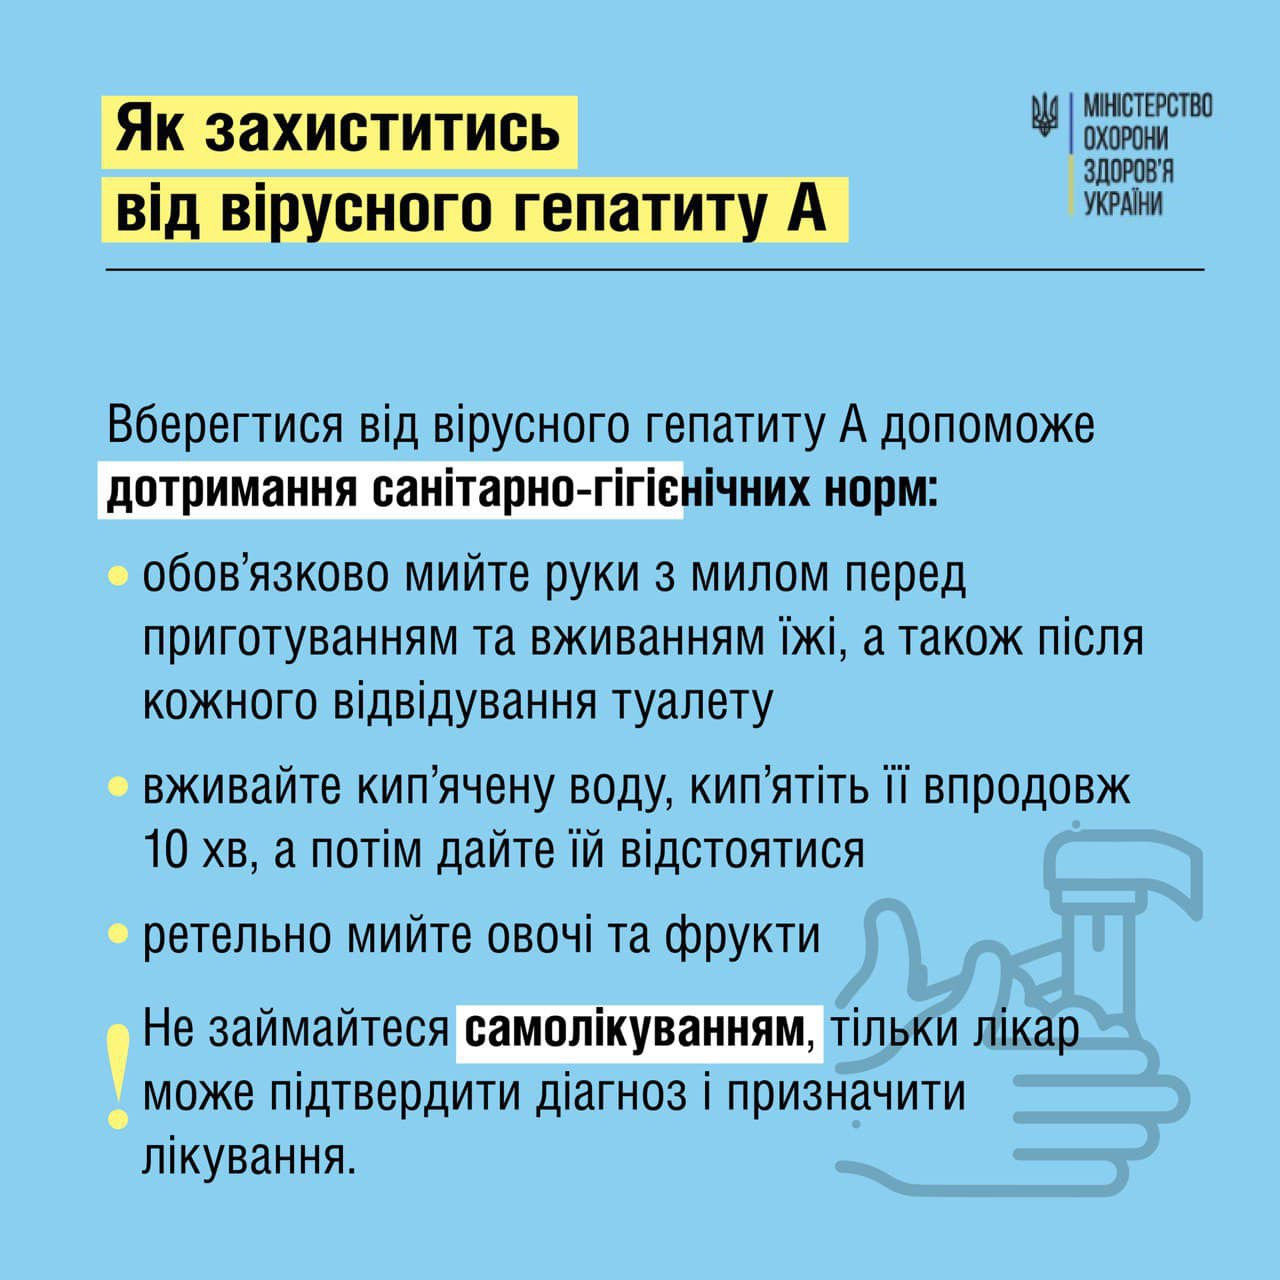 Як захиститись
від вірусного гепатиту А
МІНІСТЕРСТВО
ОХОРОНИ
ЗДОРОВ'Я
УКРАЇНИ
Вберегтися від вірусного гепатиту А допоможе
дотримання санітарно-гігієнічних норм:
• обов’язково мийте руки з милом перед
приготуванням та вживанням їжі, а також після
кожного відвідування туалету
• вживайте кип’ячену воду, кип’ятіть її впродовж
10 хв, а потім дайте їй відстоятися
• ретельно мийте овочі та фрукти
! Не займайтеся самолікуванням, тільки лікар
може підтвердити діагноз і призначити
лікування.